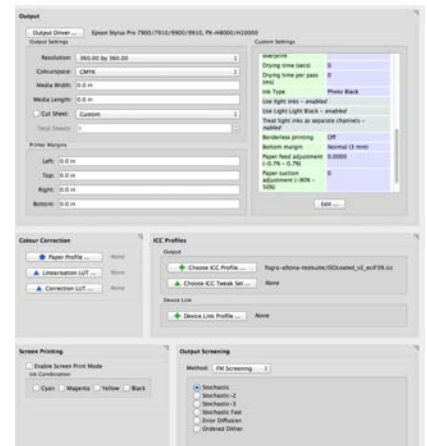 Output
Output Driver ... Epson Stylus Pro 7900/7910/9900/9910, PX-H8000/H10000
Output Settings
Resolution: 360.00 by 360.00
Colourspace: CMYK
Media Width: 0.0 in
Media Length: 0.0 in
Cut Sheet: Custom
Total Sheets:
Printer Margins
Left: 0.0 in
Top: 0.0 in
Right: 0.0 in
Bottom: 0.0 in
Custom Settings
overprint
Drying time (secs) 0
Drying time per pass (ms) 0
Ink Type Photo Black
Use light inks – enabled
Use Light Light Black – enabled
Treat light inks as separate channels –
Borderless printing Off
Bottom margin Normal (3 mm)
Paper feed adjustment (-0.7% – 0.7%) 0.0000
Paper suction adjustment (-90% – 50%) 0
Edit ...
Colour Correction
Paper Profile ... None
Linearisation LUT ... None
Correction LUT ... None
ICC Profiles
Output
Choose ICC Profile ...
Choose ICC Tweak Set ... None
Device Link
Device Link Profile ... None
Screen Printing
Enable Screen Print Mode
Ink Combination
Cyan Magenta Yellow Black
Output Screening
Method: FM Screening
Stochastic
Stochastic-2
Stochastic-3
Stochastic Fast
Error Diffusion
Ordered Dither